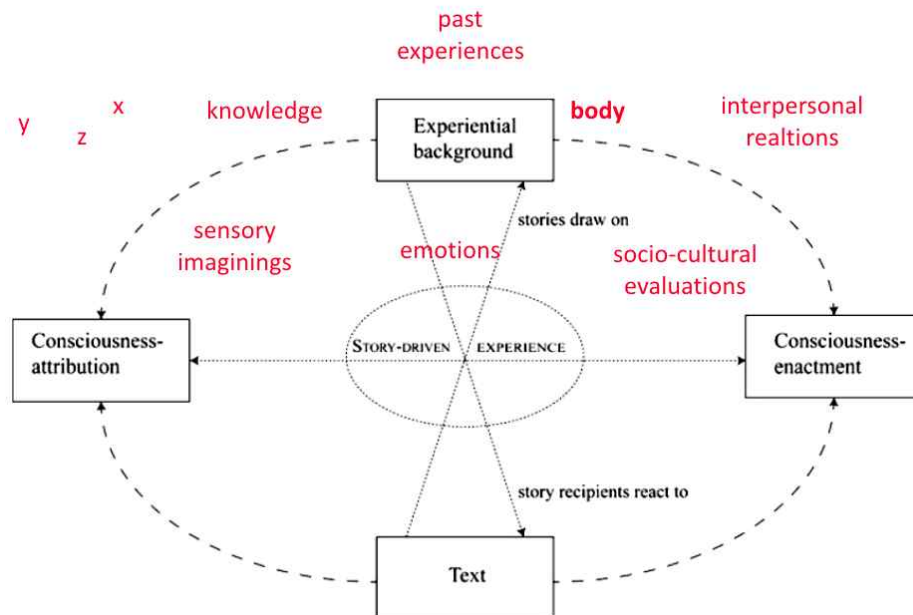 past
experiences
y
x
z
knowledge
Experiential
background
body
interpersonal
realtions
stories draw on
sensory
imaginings
emotions
socio-cultural
evaluations
Consciousness-
attribution
STORY-DRIVEN EXPERIENCE
Consciousness-
enactment
story recipients react to
Text